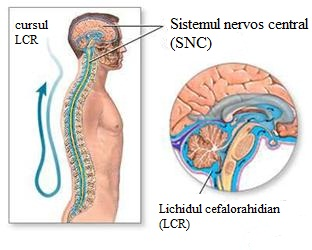 cursul
LCR
Sistemul nervos central
(SNC)
Lichidul cefalorahidian
(LCR)